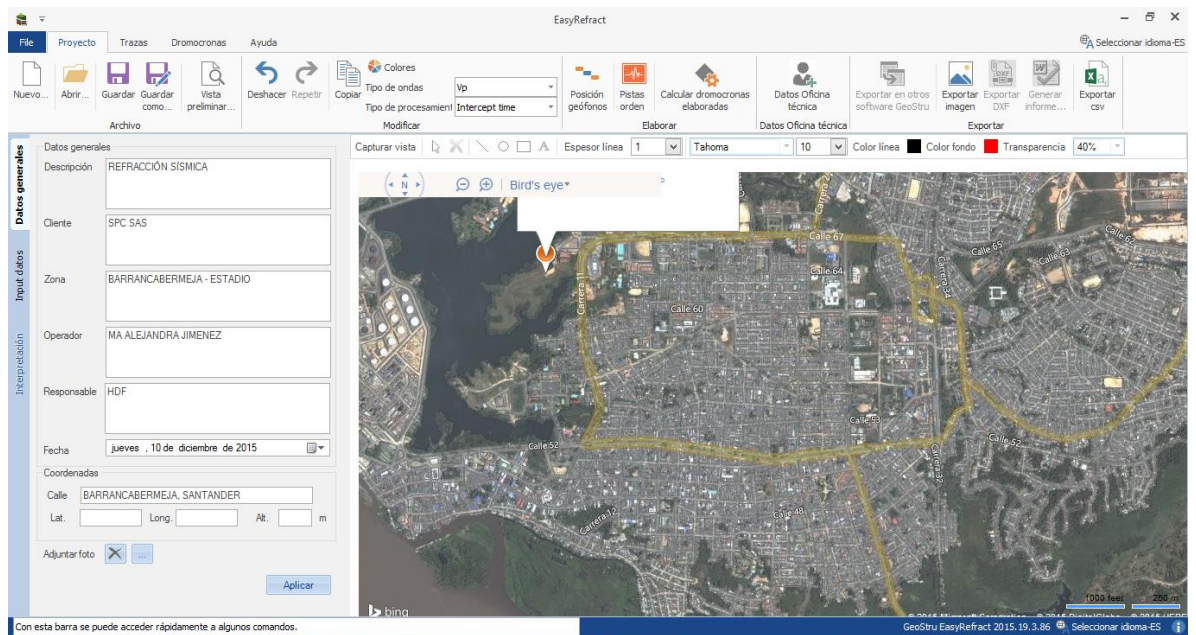 EasyRefract
File Proyecto Trazas Dromocronas Ayuda Seleccionar idioma-ES
Nuevo... Abrir... Guardar Guardar como... Vista preliminar...
Archivo
Deshacer Repetir Copiar
Colores
Tipo de ondas Vp
Tipo de procesamient Intercept time
Modificar
Posición geófonos Pistas orden Calcular dromocronas elaboradas
Elaborar
Datos Oficina técnica
Datos Oficina técnica
Exportar en otros software GeoStru Exportar imagen Exportar DXF Generar informe... Exportar csv
Exportar
Datos generales
Input datos
Interpretación
Datos generales
Descripción REFRACCIÓN SÍSMICA
Cliente SPC SAS
Zona BARRANCABERMEJA - ESTADIO
Operador MA ALEJANDRA JIMENEZ
Responsable HDF
Fecha jueves , 10 de diciembre de 2015
Coordenadas
Calle BARRANCABERMEJA, SANTANDER
Lat. Long. Alt. m
Adjuntar foto ...
Aplicar
Capturar vista A Espesor línea 1 Tahoma 10 Color línea Color fondo Transparencia 40%
N Bird's eye
Calle 67
Carrera 11
Calle 64
Calle 60
Carrera 34
Calle 65
Calle 63
Calle 62
Calle 53
Calle 52
Calle 52
Carrera 32
Carrera 12
Calle 48
bing
1000 feet 250 m
Con esta barra se puede acceder rápidamente a algunos comandos.
GeoStru EasyRefract 2015.19.3.86 Seleccionar idioma-ES